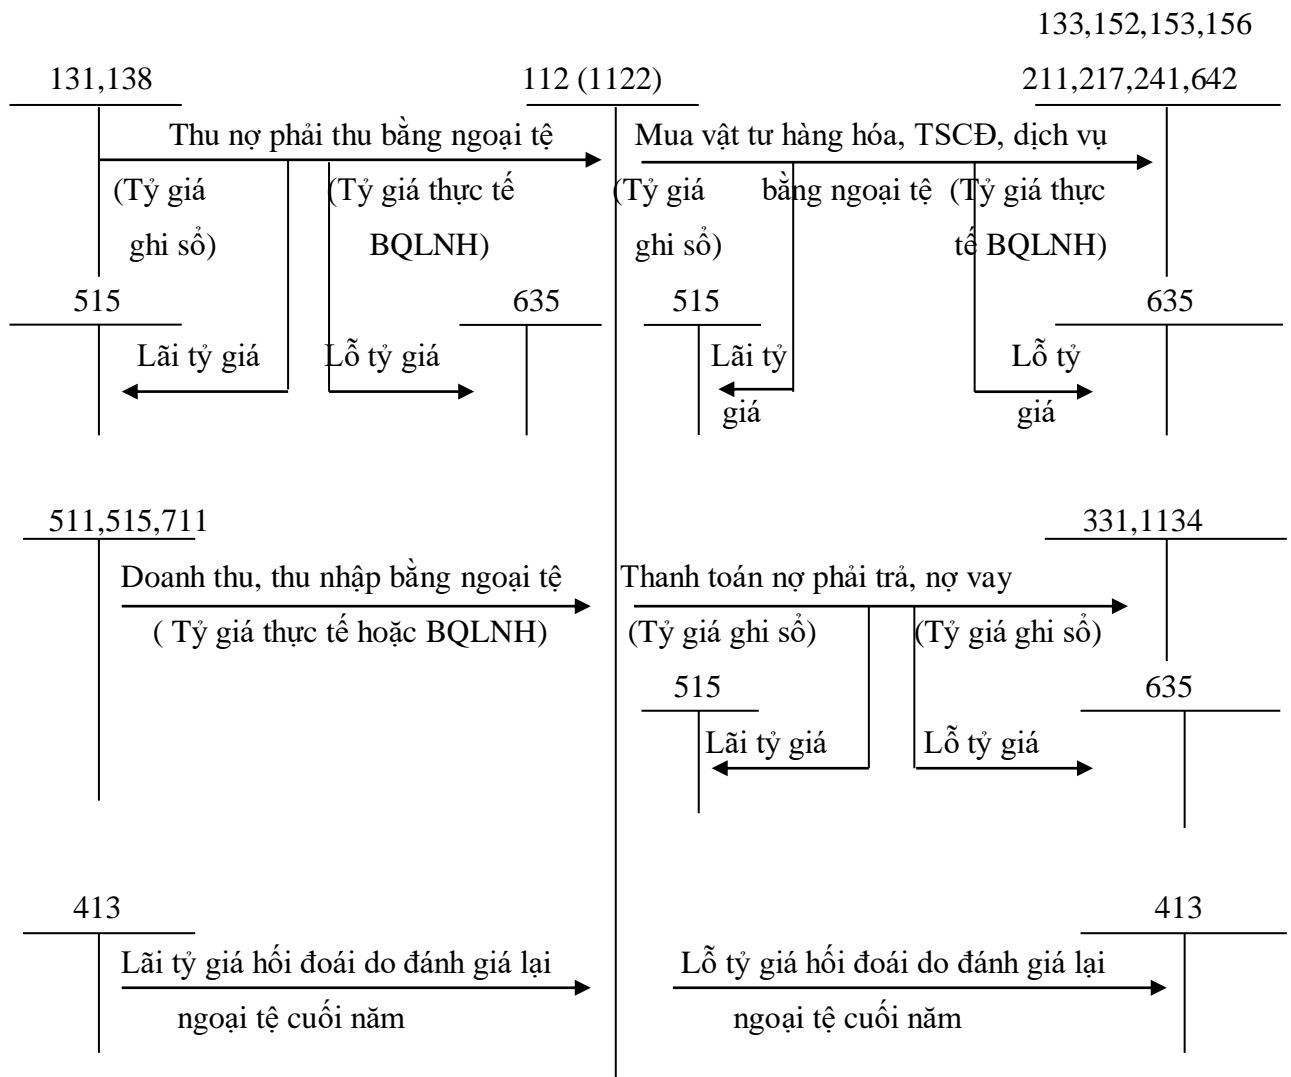 133,152,153,156
131,138
112 (1122)
211,217,241,642
Thu nợ phải thu bằng ngoại tệ
Mua vật tư hàng hóa, TSCĐ, dịch vụ
(Tỷ giá
(Tỷ giá thực tế
(Tỷ giá
bằng ngoại tệ
(Tỷ giá thực
ghi sổ)
BQLNH)
ghi sổ)
tế BQLNH)
515
635
515
635
Lãi tỷ giá
Lỗ tỷ giá
Lãi tỷ
Lỗ tỷ
giá
giá
511,515,711
331,1134
Doanh thu, thu nhập bằng ngoại tệ
Thanh toán nợ phải trả, nợ vay
( Tỷ giá thực tế hoặc BQLNH)
(Tỷ giá ghi sổ)
(Tỷ giá ghi sổ)
515
635
Lãi tỷ giá
Lỗ tỷ giá
413
413
Lãi tỷ giá hối đoái do đánh giá lại
Lỗ tỷ giá hối đoái do đánh giá lại
ngoại tệ cuối năm
ngoại tệ cuối năm